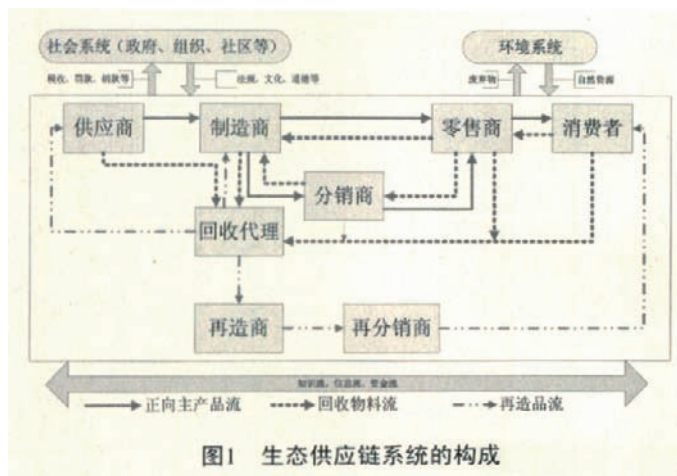 社会系统（政府、组织、社区等）
环境系统
税收、罚款、捐款等
法规、文化、道德等
废弃物
自然资源
供应商
制造商
零售商
消费者
分销商
回收代理
再造商
再分销商
知识流、信息流、资金流
正向主产品流
回收物料流
再造品流
图1 生态供应链系统的构成